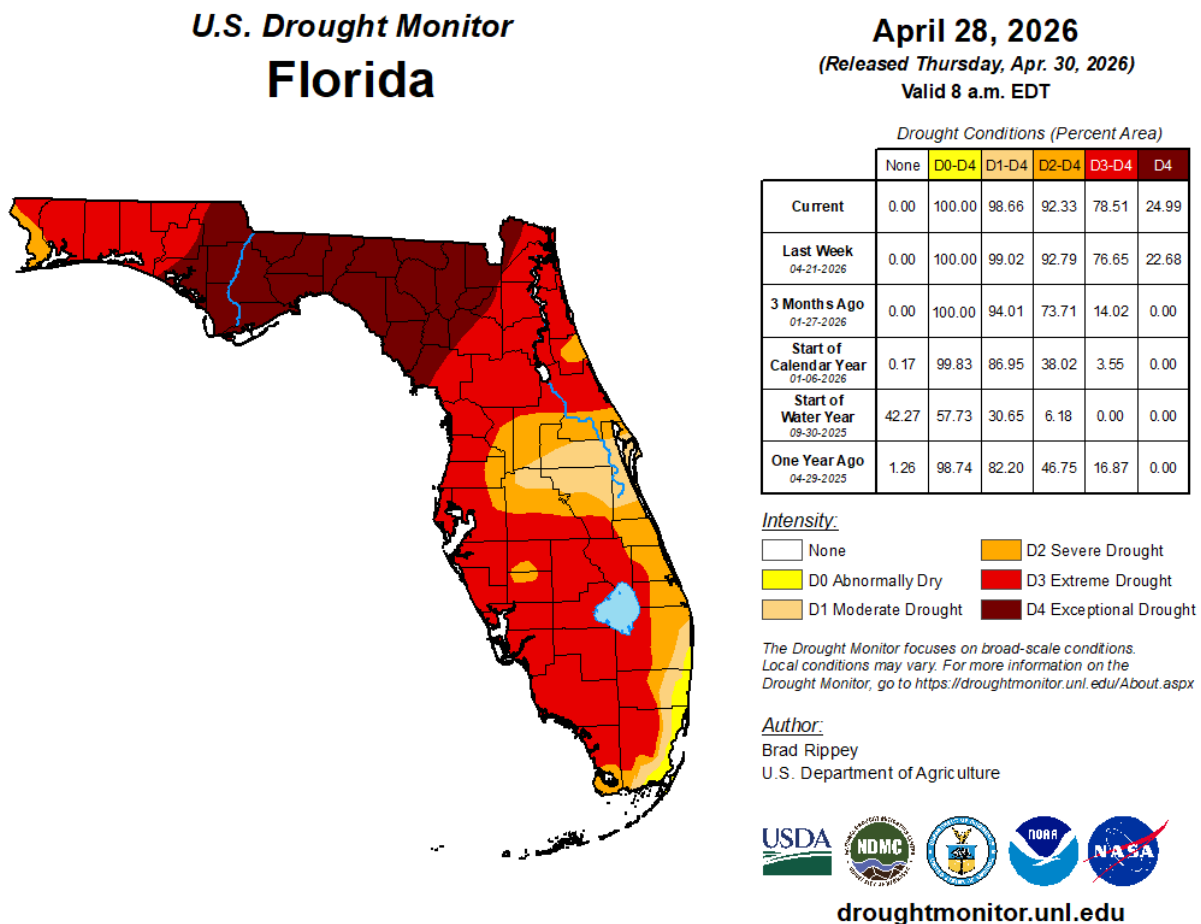 U.S. Drought Monitor
Florida
April 28, 2026
(Released Thursday, Apr. 30, 2026)
Valid 8 a.m. EDT
Drought Conditions (Percent Area)
None D0-D4 D1-D4 D2-D4 D3-D4 D4
Current 0.00 100.00 98.66 92.33 78.51 24.99
Last Week
04-21-2026 0.00 100.00 99.02 92.79 76.65 22.68
3 Months Ago
01-27-2026 0.00 100.00 94.01 73.71 14.02 0.00
Start of
Calendar Year
01-06-2026 0.17 99.83 86.95 38.02 3.55 0.00
Start of
Water Year
09-30-2025 42.27 57.73 30.65 6.18 0.00 0.00
One Year Ago
04-29-2025 1.26 98.74 82.20 46.75 16.87 0.00
Intensity:
None
D0 Abnormally Dry
D1 Moderate Drought
D2 Severe Drought
D3 Extreme Drought
D4 Exceptional Drought
The Drought Monitor focuses on broad-scale conditions.
Local conditions may vary. For more information on the
Drought Monitor, go to https://droughtmonitor.unl.edu/About.aspx
Author:
Brad Rippey
U.S. Department of Agriculture
USDA
NDMC
NOAA
NASA
droughtmonitor.unl.edu